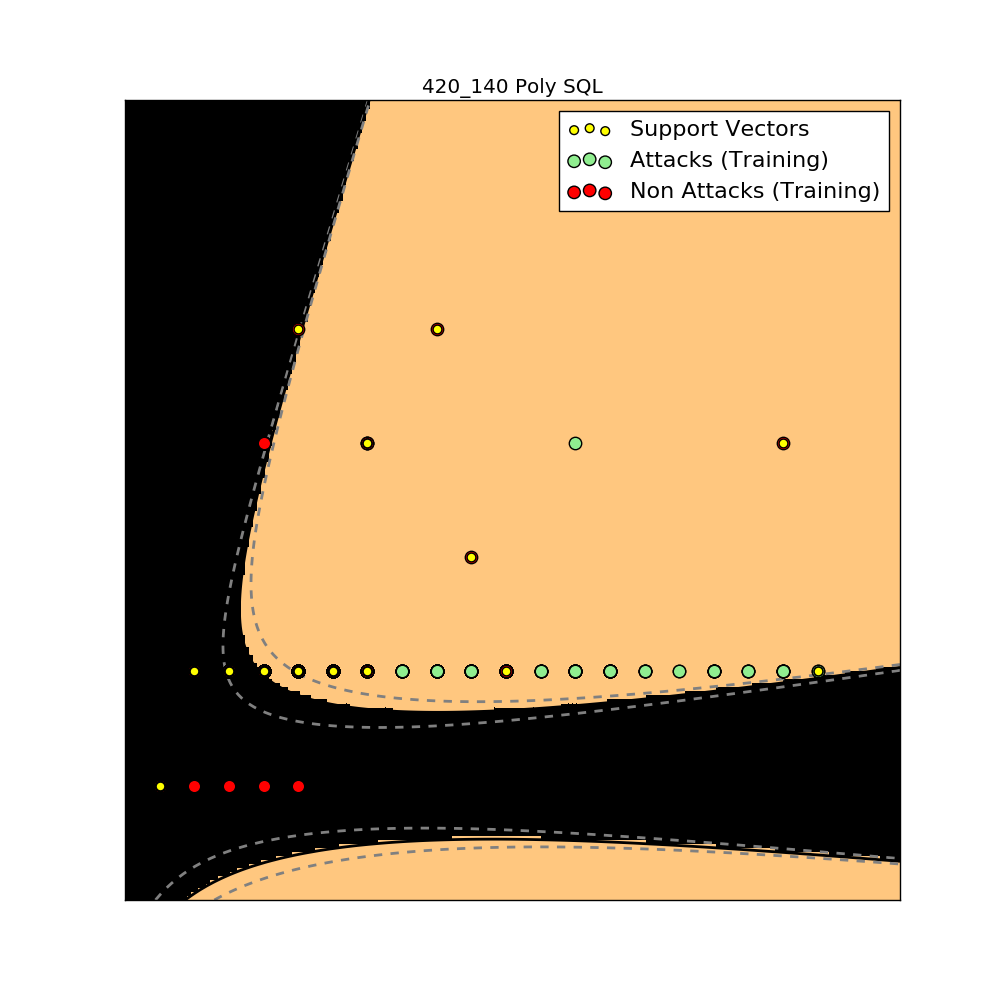 420_140 Poly SQL
Support Vectors
Attacks (Training)
Non Attacks (Training)